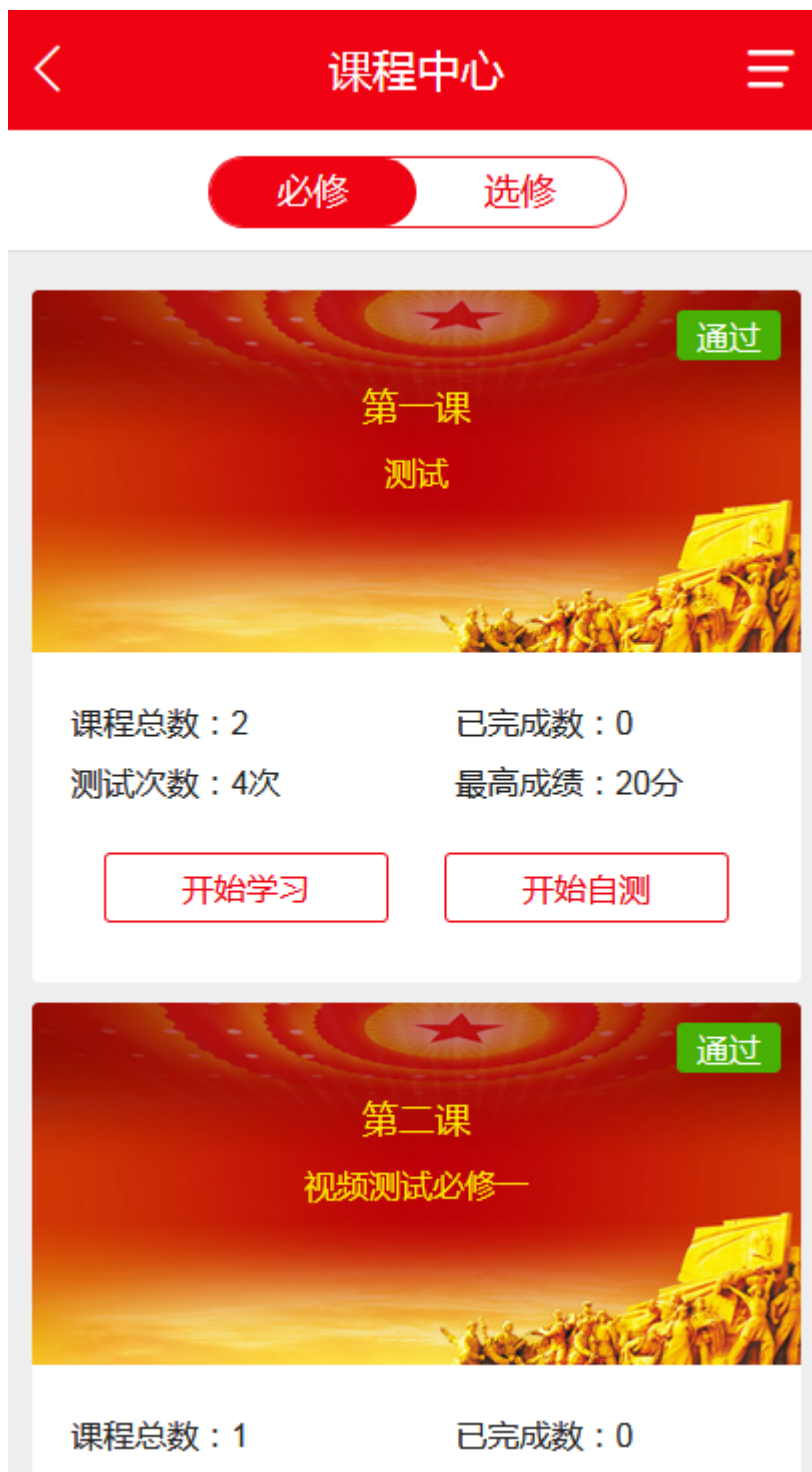 课程中心
必修 选修
通过
第一课
测试
课程总数：2 已完成数：0
测试次数：4次 最高成绩：20分
开始学习 开始自测
通过
第二课
视频测试必修一
课程总数：1 已完成数：0